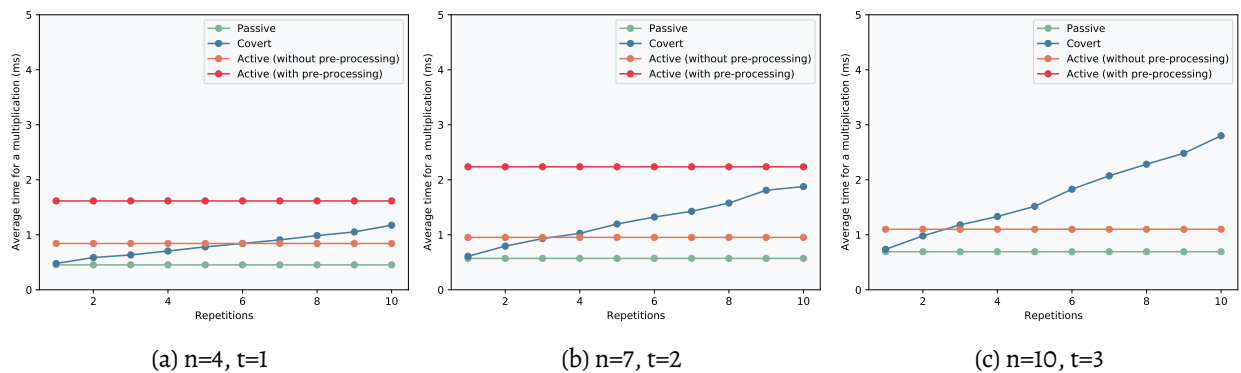 Average time for a multiplication (ms)
5
4
3
2
1
0
Passive
Covert
Active (without pre-processing)
Active (with pre-processing)
2 4 6 8 10
Repetitions
(a) n=4, t=1
Average time for a multiplication (ms)
5
4
3
2
1
0
Passive
Covert
Active (without pre-processing)
Active (with pre-processing)
2 4 6 8 10
Repetitions
(b) n=7, t=2
Average time for a multiplication (ms)
5
4
3
2
1
0
Passive
Covert
Active (without pre-processing)
Active (with pre-processing)
2 4 6 8 10
Repetitions
(c) n=10, t=3